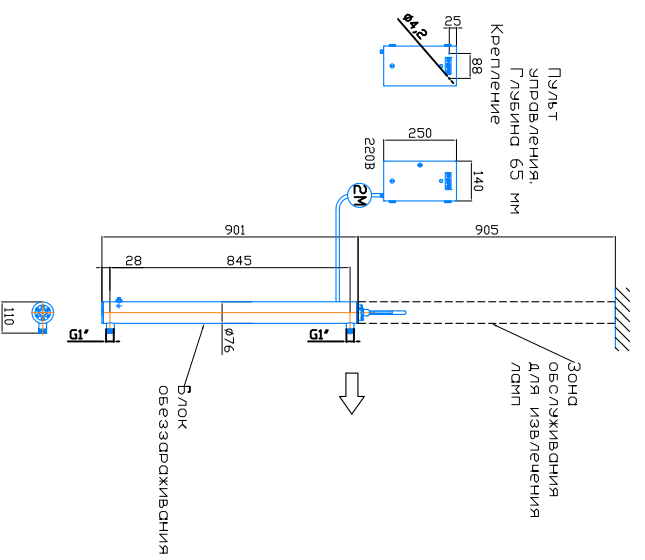 Крепление
Пульт
управления.
Глубина 65 мм
ø4,2
25
88
250
140
220В
2М
901
905
28
845
110
G1″
ø76
G1″
Зона
обслуживания
для извлечения
ламп
Блок
обеззараживания